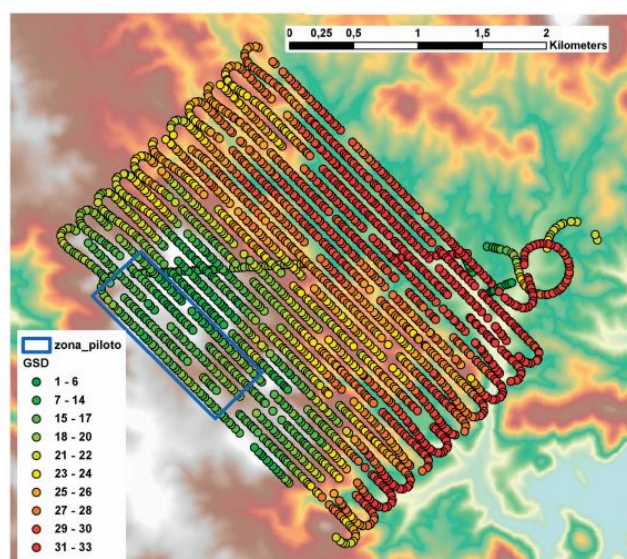 0 0,25 0,5 1 1,5 2
Kilometers
zona_piloto
GSD
1 - 6
7 - 14
15 - 17
18 - 20
21 - 22
23 - 24
25 - 26
27 - 28
29 - 30
31 - 33